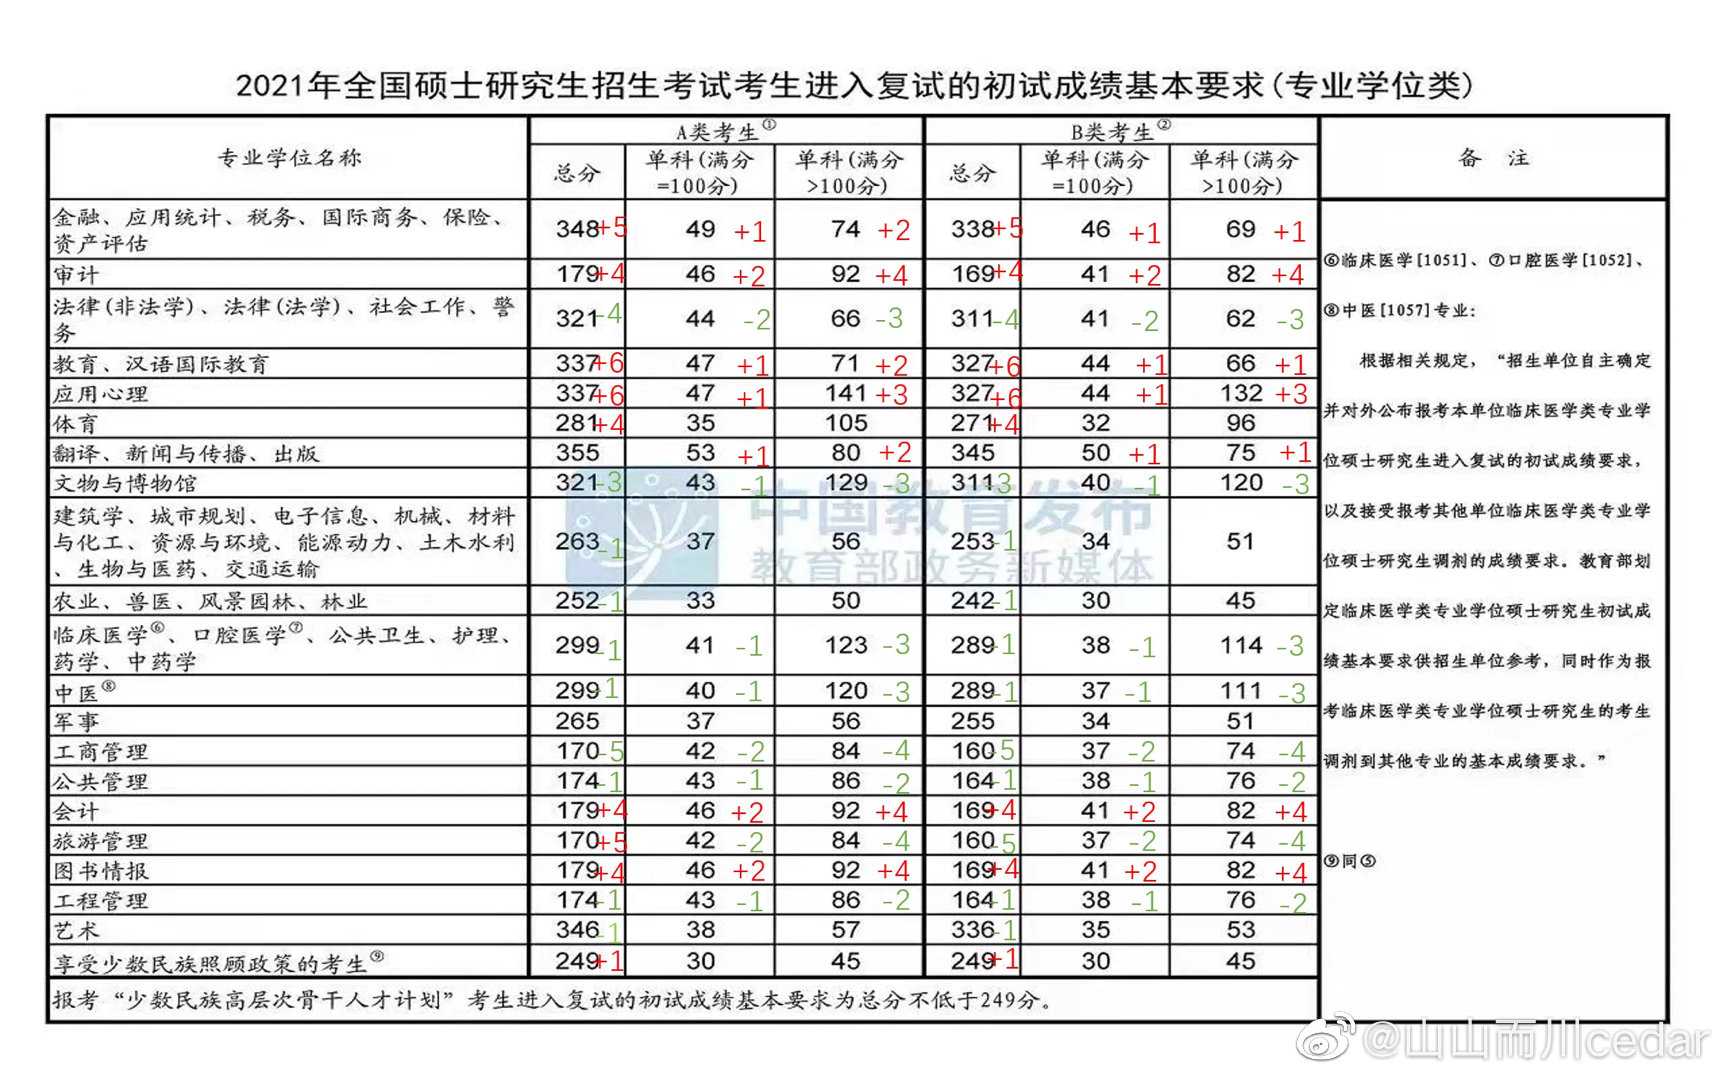 2021年全国硕士研究生招生考试考生进入复试的初试成绩基本要求(专业学位类)
专业学位名称 A类考生① B类考生② 备 注
总分 单科(满分=100分) 单科(满分>100分) 总分 单科(满分=100分) 单科(满分>100分)
金融、应用统计、税务、国际商务、保险、
资产评估 348+5 49 +1 74 +2 338+5 46 +1 69 +1
审计 179+4 46 +2 92 +4 169+4 41 +2 82 +4
法律(非法学)、法律(法学)、社会工作、警
务 321-4 44 -2 66 -3 311-4 41 -2 62 -3
教育、汉语国际教育 337+6 47 +1 71 +2 327+6 44 +1 66 +1
应用心理 337+6 47 +1 141 +3 327+6 44 +1 132 +3
体育 281+4 35 105 271+4 32 96
翻译、新闻与传播、出版 355 53 +1 80 +2 345 50 +1 75 +1
文物与博物馆 321-3 43 -1 129 -3 311-3 40 -1 120 -3
建筑学、城市规划、电子信息、机械、材料
与化工、资源与环境、能源动力、土木水利
、生物与医药、交通运输 263-1 37 56 253-1 34 51
农业、兽医、风景园林、林业 252-1 33 50 242-1 30 45
临床医学⑥、口腔医学⑦、公共卫生、护理、
药学、中药学 299-1 41 -1 123 -3 289-1 38 -1 114 -3
中医⑧ 299-1 40 -1 120 -3 289-1 37 -1 111 -3
军事 265 37 56 255 34 51
工商管理 170-5 42 -2 84 -4 160-5 37 -2 74 -4
公共管理 174-1 43 -1 86 -2 164-1 38 -1 76 -2
会计 179+4 46 +2 92 +4 169+4 41 +2 82 +4
旅游管理 170+5 42 -2 84 -4 160-5 37 -2 74 -4
图书情报 179+4 46 +2 92 +4 169+4 41 +2 82 +4
工程管理 174-1 43 -1 86 -2 164-1 38 -1 76 -2
艺术 346-1 38 57 336-1 35 53
享受少数民族照顾政策的考生⑨ 249+1 30 45 249+1 30 45
报考“少数民族高层次骨干人才计划”考生进入复试的初试成绩基本要求为总分不低于249分。
⑥临床医学[1051]、⑦口腔医学[1052]、
⑧中医[1057]专业:
根据相关规定，“招生单位自主确定
并对外公布报考本单位临床医学类专业学
位硕士研究生进入复试的初试成绩要求，
以及接受报考其他单位临床医学类专业学
位硕士研究生调剂的成绩要求。教育部划
定临床医学类专业学位硕士研究生初试成
绩基本要求供招生单位参考，同时作为报
考临床医学类专业学位硕士研究生的考生
调剂到其他专业的基本成绩要求。”
⑨同⑤
中国教育发布
教育部政务新媒体
@山山而川cedar